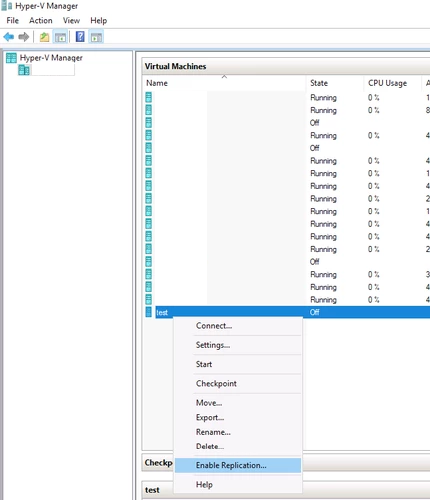 Hyper-V Manager
File Action View Help
Hyper-V Manager
Virtual Machines
Name State CPU Usage A
Running 0 % 1
Running 0 % 8
Off
Running 0 % 4
Off
Running 0 % 4
Running 0 % 1
Running 0 % 4
Running 0 % 2
Running 0 % 1
Running 0 % 4
Running 0 % 4
Running 0 % 2
Off
Running 0 % 3
Running 0 % 4
Running 0 % 4
test Off
Connect...
Settings...
Start
Checkpoint
Move...
Export...
Rename...
Delete...
Checkp
Enable Replication...
Help
test